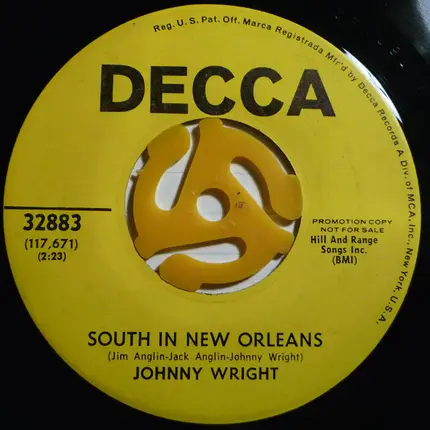 Reg. U.S. Pat. Off. Marca Registrada Mfr'd by Decca Records A Div. of MCA, Inc., New York, U.S.A.
DECCA
32883
(117,671)
(2:23)
PROMOTION COPY
NOT FOR SALE
Hill And Range
Songs Inc.
(BMI)
SOUTH IN NEW ORLEANS
(Jim Anglin-Jack Anglin-Johnny Wright)
JOHNNY WRIGHT